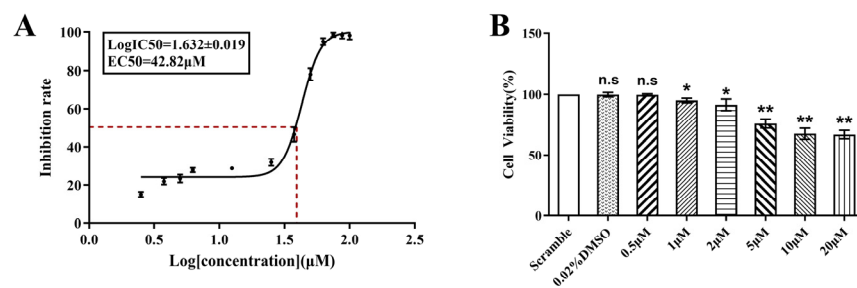 A
LogIC50=1.632±0.019
EC50=42.82μM
Inhibition rate
100
80
60
40
20
0
0.0 0.5 1.0 1.5 2.0 2.5
Log[concentration](μM)
B
Cell Viability(%)
150
100
50
0
n.s n.s * * ** ** **
Scramble
0.02%DMSO
0.5μM
1μM
2μM
5μM
10μM
20μM